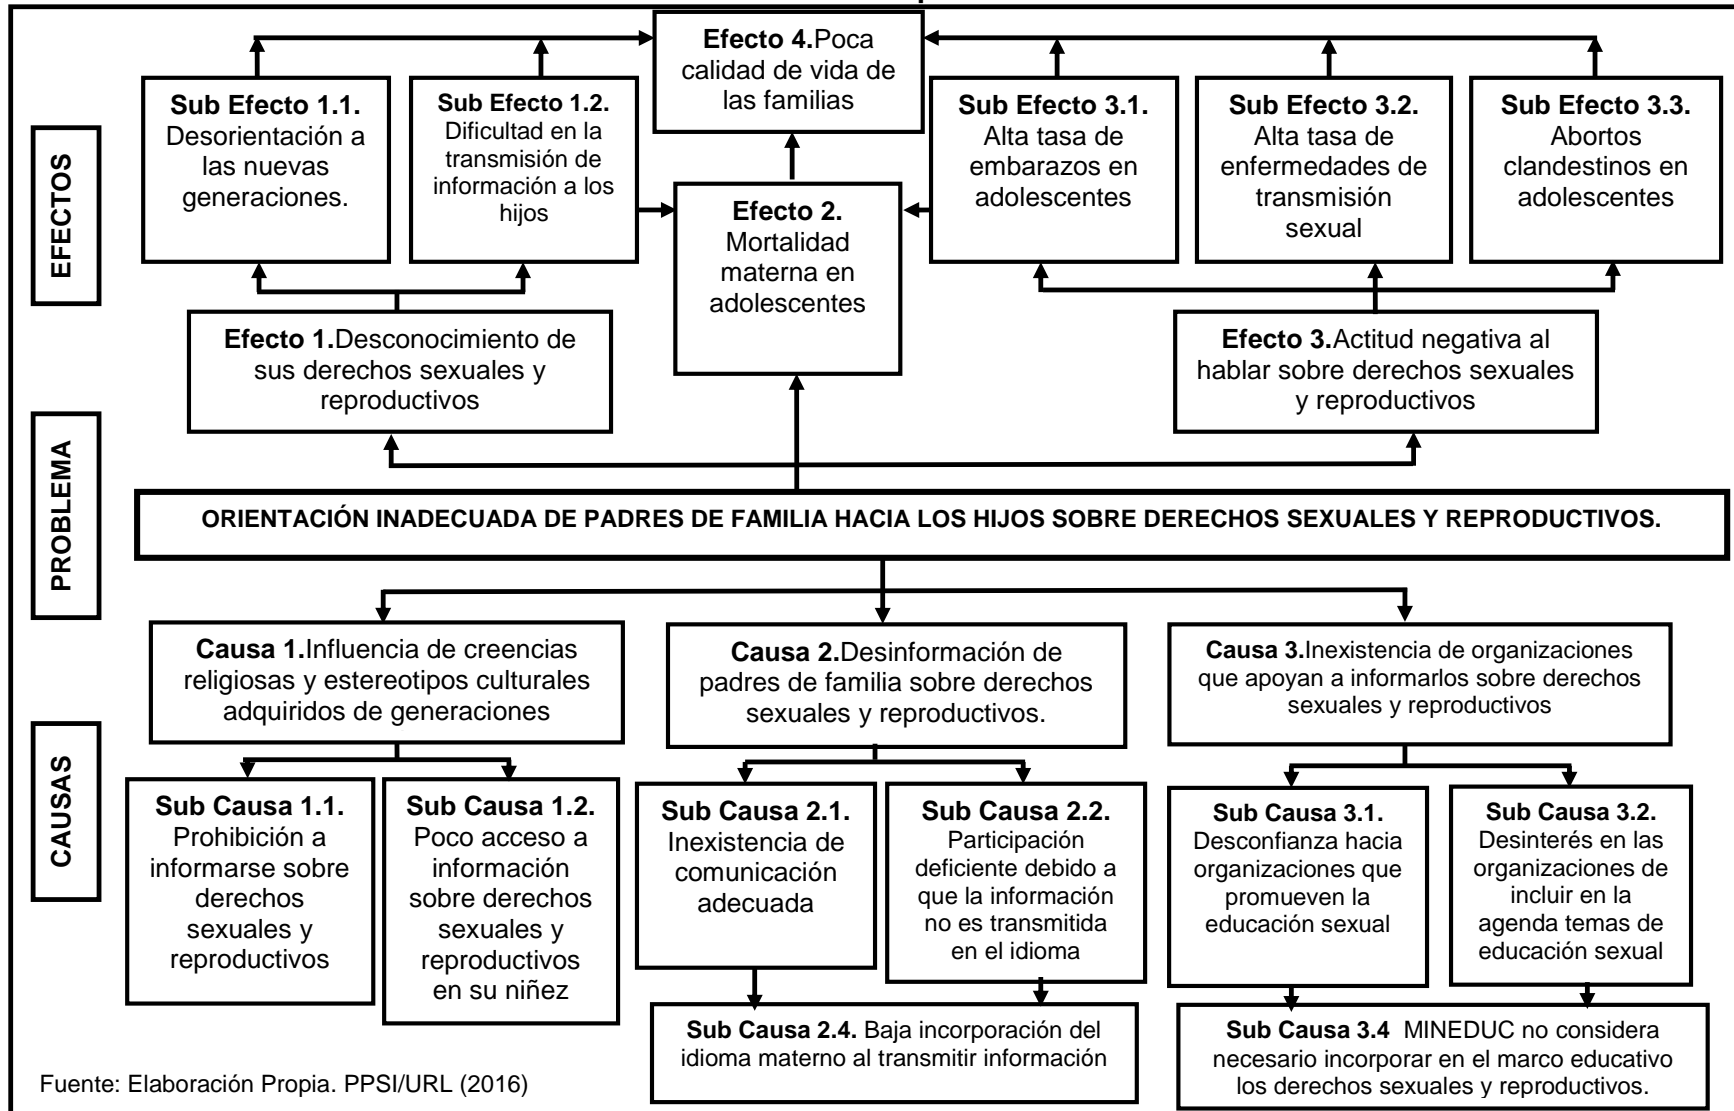 Efecto 4.Poca
calidad de vida de
las familias
Sub Efecto 1.1.
Desorientación a
las nuevas
generaciones.
Sub Efecto 1.2.
Dificultad en la
transmisión de
información a los
hijos
Efecto 2.
Mortalidad
materna en
adolescentes
Sub Efecto 3.1.
Alta tasa de
embarazos en
adolescentes
Sub Efecto 3.2.
Alta tasa de
enfermedades de
transmisión
sexual
Sub Efecto 3.3.
Abortos
clandestinos en
adolescentes
EFECTOS
Efecto 1.Desconocimiento de
sus derechos sexuales y
reproductivos
Efecto 3.Actitud negativa al
hablar sobre derechos sexuales
y reproductivos
PROBLEMA
ORIENTACIÓN INADECUADA DE PADRES DE FAMILIA HACIA LOS HIJOS SOBRE DERECHOS SEXUALES Y REPRODUCTIVOS.
Causa 1.Influencia de creencias
religiosas y estereotipos culturales
adquiridos de generaciones
Causa 2.Desinformación de
padres de familia sobre derechos
sexuales y reproductivos.
Causa 3.Inexistencia de organizaciones
que apoyan a informarlos sobre derechos
sexuales y reproductivos
CAUSAS
Sub Causa 1.1.
Prohibición a
informarse sobre
derechos
sexuales y
reproductivos
Sub Causa 1.2.
Poco acceso a
información
sobre derechos
sexuales y
reproductivos
en su niñez
Sub Causa 2.1.
Inexistencia de
comunicación
adecuada
Sub Causa 2.2.
Participación
deficiente debido a
que la información
no es transmitida
en el idioma
Sub Causa 3.1.
Desconfianza hacia
organizaciones que
promueven la
educación sexual
Sub Causa 3.2.
Desinterés en las
organizaciones de
incluir en la
agenda temas de
educación sexual
Sub Causa 2.4. Baja incorporación del
idioma materno al transmitir información
Sub Causa 3.4 MINEDUC no considera
necesario incorporar en el marco educativo
los derechos sexuales y reproductivos.
Fuente: Elaboración Propia. PPSI/URL (2016)